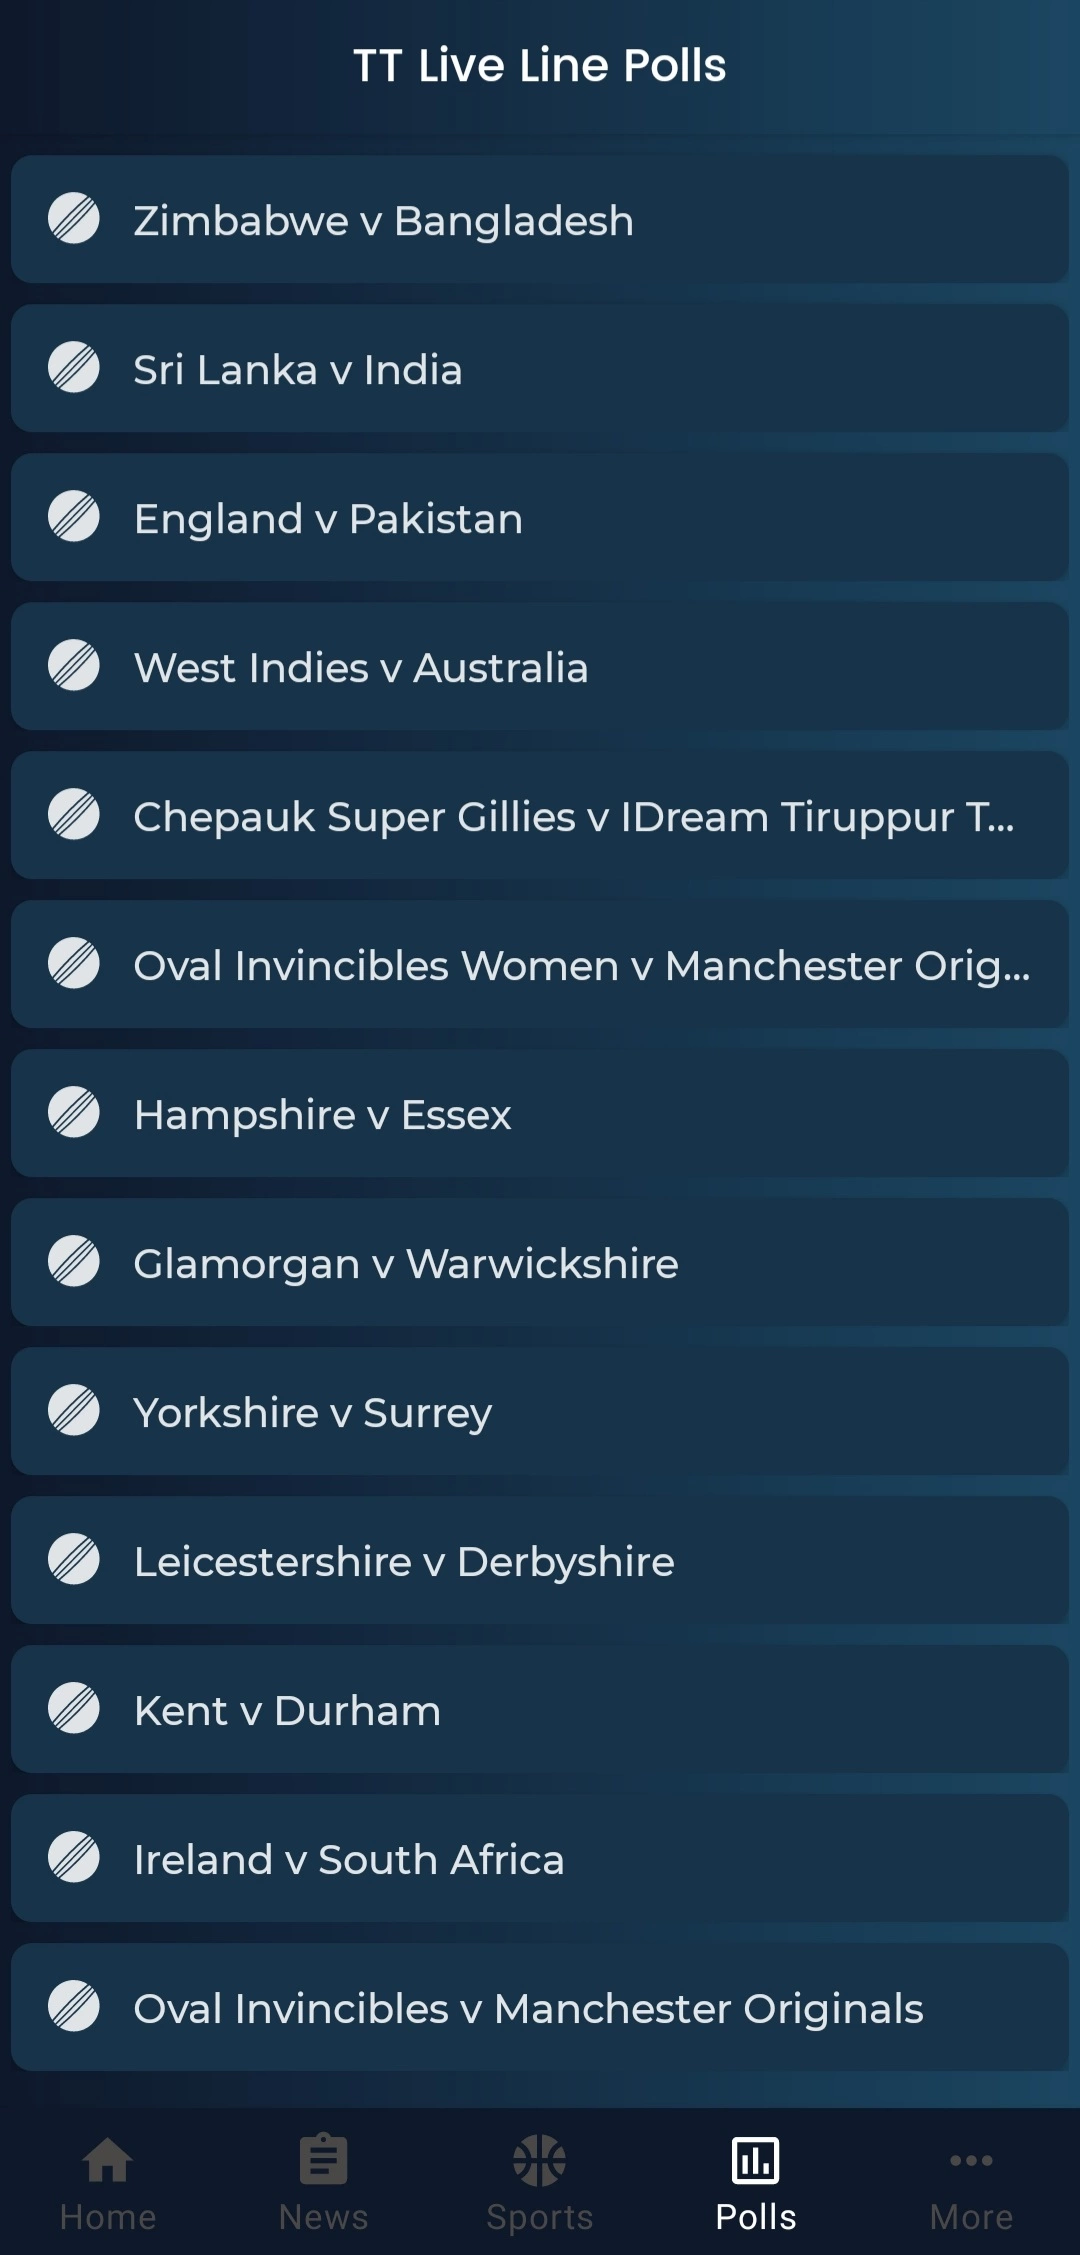 TT Live Line Polls
Zimbabwe v Bangladesh
Sri Lanka v India
England v Pakistan
West Indies v Australia
Chepauk Super Gillies v IDream Tiruppur T...
Oval Invincibles Women v Manchester Orig...
Hampshire v Essex
Glamorgan v Warwickshire
Yorkshire v Surrey
Leicestershire v Derbyshire
Kent v Durham
Ireland v South Africa
Oval Invincibles v Manchester Originals
Home News Sports Polls More